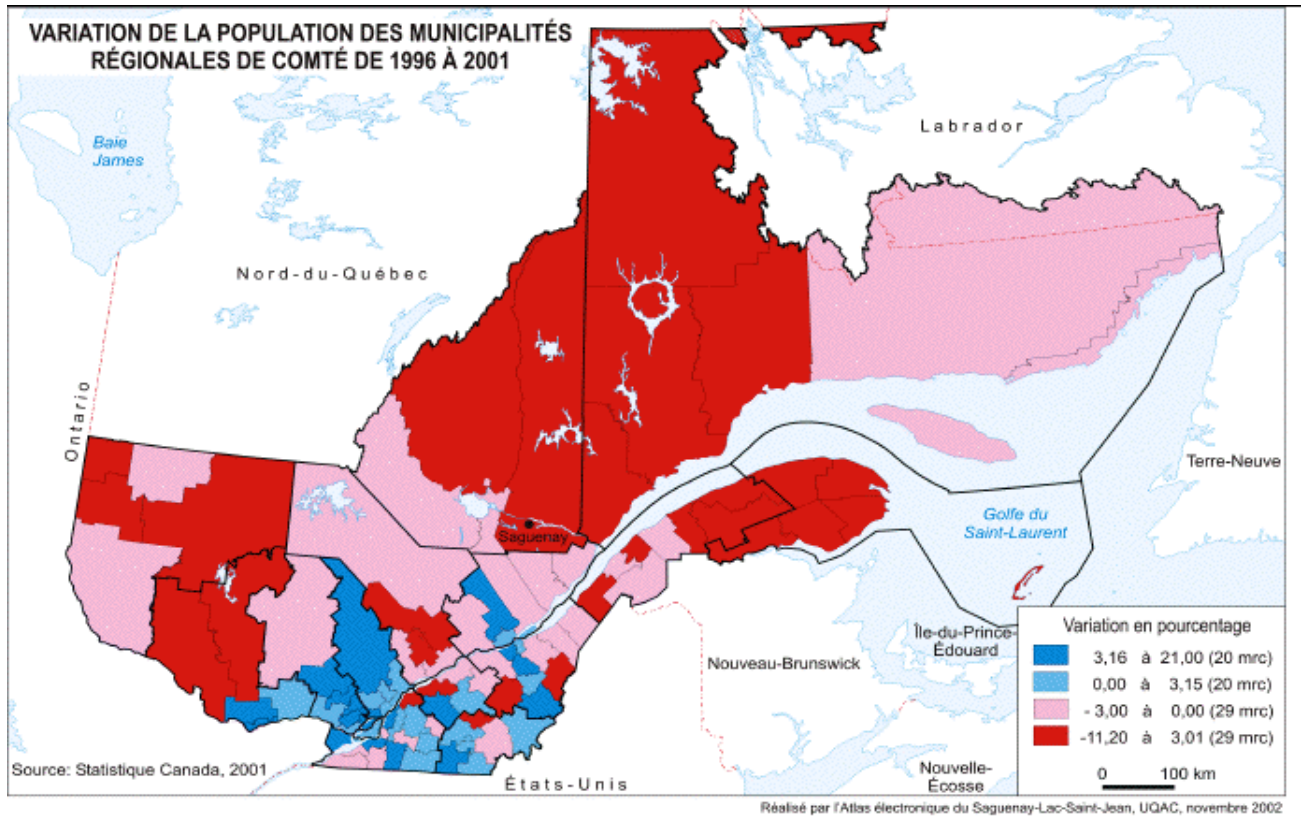 VARIATION DE LA POPULATION DES MUNICIPALITÉS
RÉGIONALES DE COMTÉ DE 1996 À 2001
Baie
James
Labrador
Nord-du-Québec
Ontario
Terre-Neuve
Saguenay
Golfe du
Saint-Laurent
Île-du-Prince-
Édouard
Nouveau-Brunswick
Nouvelle-
Écosse
États-Unis
Source: Statistique Canada, 2001
Variation en pourcentage
3,16 à 21,00 (20 mrc)
0,00 à 3,15 (20 mrc)
- 3,00 à 0,00 (29 mrc)
-11,20 à 3,01 (29 mrc)
0 100 km
Réalisé par l'Atlas électronique du Saguenay-Lac-Saint-Jean, UQAC, novembre 2002